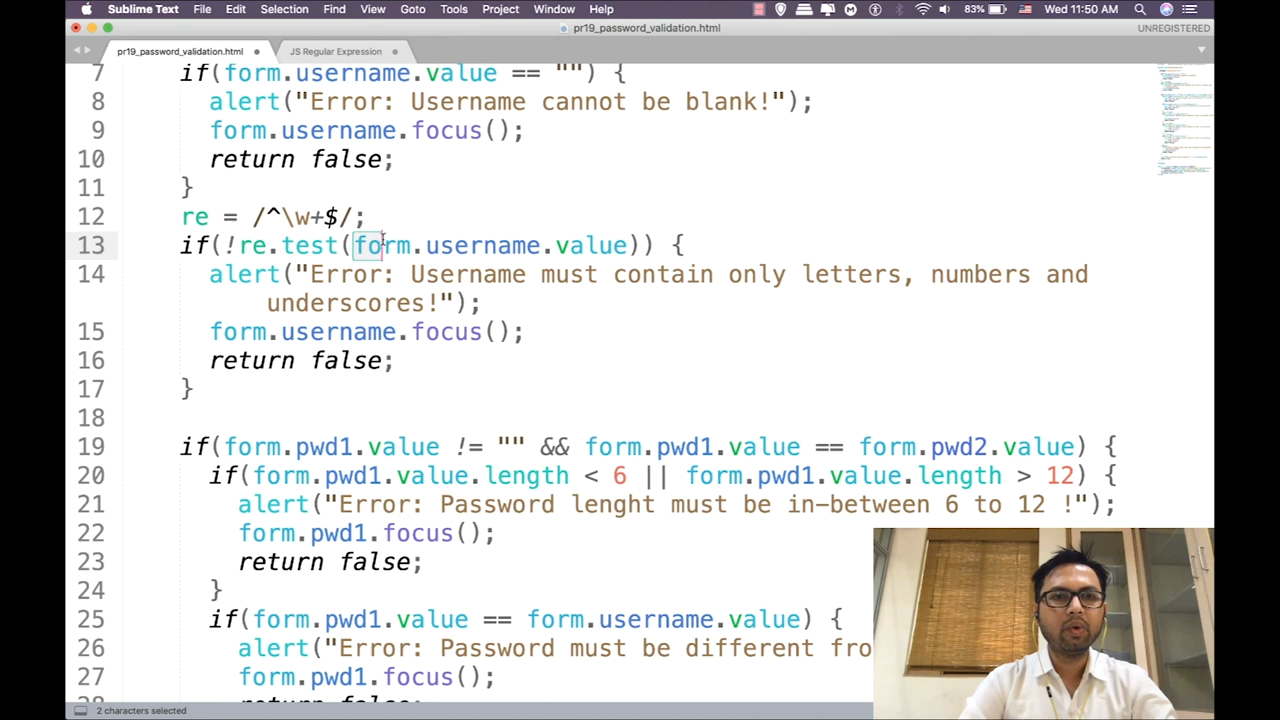 Sublime Text File Edit Selection Find View Goto Tools Project Window Help 83% Wed 11:50 AM
pr19_password_validation.html UNREGISTERED
pr19_password_validation.html JS Regular Expression
7 if(form.username.value == "") {
8 alert("Error: Username cannot be blank!");
9 form.username.focus();
10 return false;
11 }
12 re = /^\w+$/;
13 if(!re.test(form.username.value)) {
14 alert("Error: Username must contain only letters, numbers and
underscores!");
15 form.username.focus();
16 return false;
17 }
18
19 if(form.pwd1.value != "" && form.pwd1.value == form.pwd2.value) {
20 if(form.pwd1.value.length < 6 || form.pwd1.value.length > 12) {
21 alert("Error: Password lenght must be in-between 6 to 12 !");
22 form.pwd1.focus();
23 return false;
24 }
25 if(form.pwd1.value == form.username.value) {
26 alert("Error: Password must be different fro
27 form.pwd1.focus();
28 return false;
2 characters selected